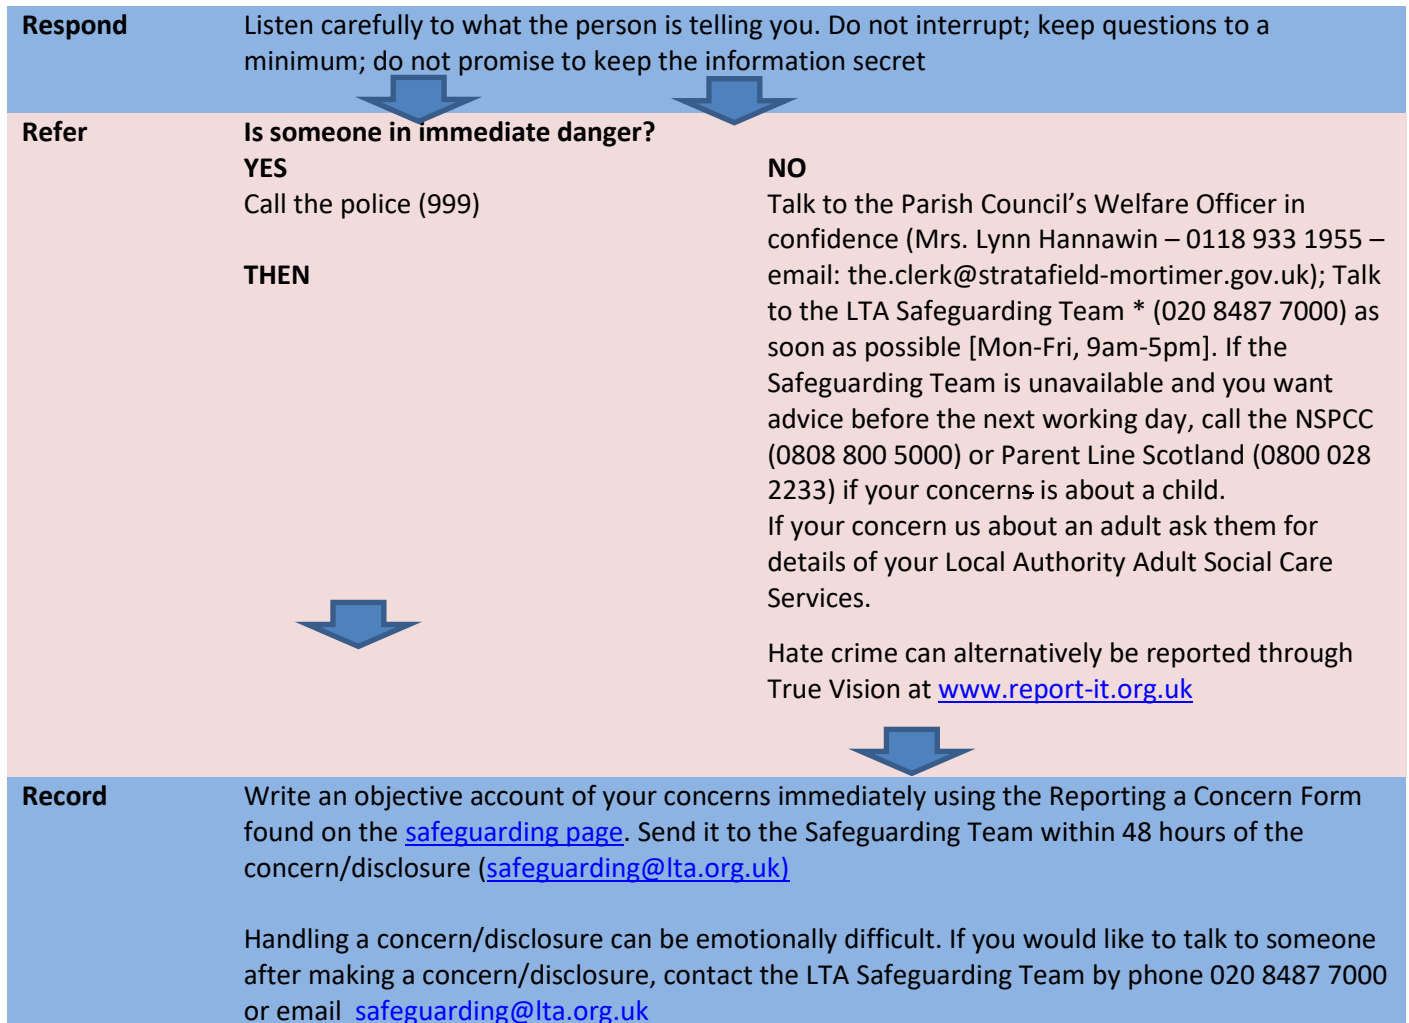 Respond
Listen carefully to what the person is telling you. Do not interrupt; keep questions to a
minimum; do not promise to keep the information secret
Refer
Is someone in immediate danger?
YES
Call the police (999)
THEN
NO
Talk to the Parish Council’s Welfare Officer in
confidence (Mrs. Lynn Hannawin – 0118 933 1955 –
email: the.clerk@stratafield-mortimer.gov.uk); Talk
to the LTA Safeguarding Team * (020 8487 7000) as
soon as possible [Mon-Fri, 9am-5pm]. If the
Safeguarding Team is unavailable and you want
advice before the next working day, call the NSPCC
(0808 800 5000) or Parent Line Scotland (0800 028
2233) if your concerns is about a child.
If your concern us about an adult ask them for
details of your Local Authority Adult Social Care
Services.
Hate crime can alternatively be reported through
True Vision at www.report-it.org.uk
Record
Write an objective account of your concerns immediately using the Reporting a Concern Form
found on the safeguarding page. Send it to the Safeguarding Team within 48 hours of the
concern/disclosure (safeguarding@lta.org.uk)
Handling a concern/disclosure can be emotionally difficult. If you would like to talk to someone
after making a concern/disclosure, contact the LTA Safeguarding Team by phone 020 8487 7000
or email safeguarding@lta.org.uk